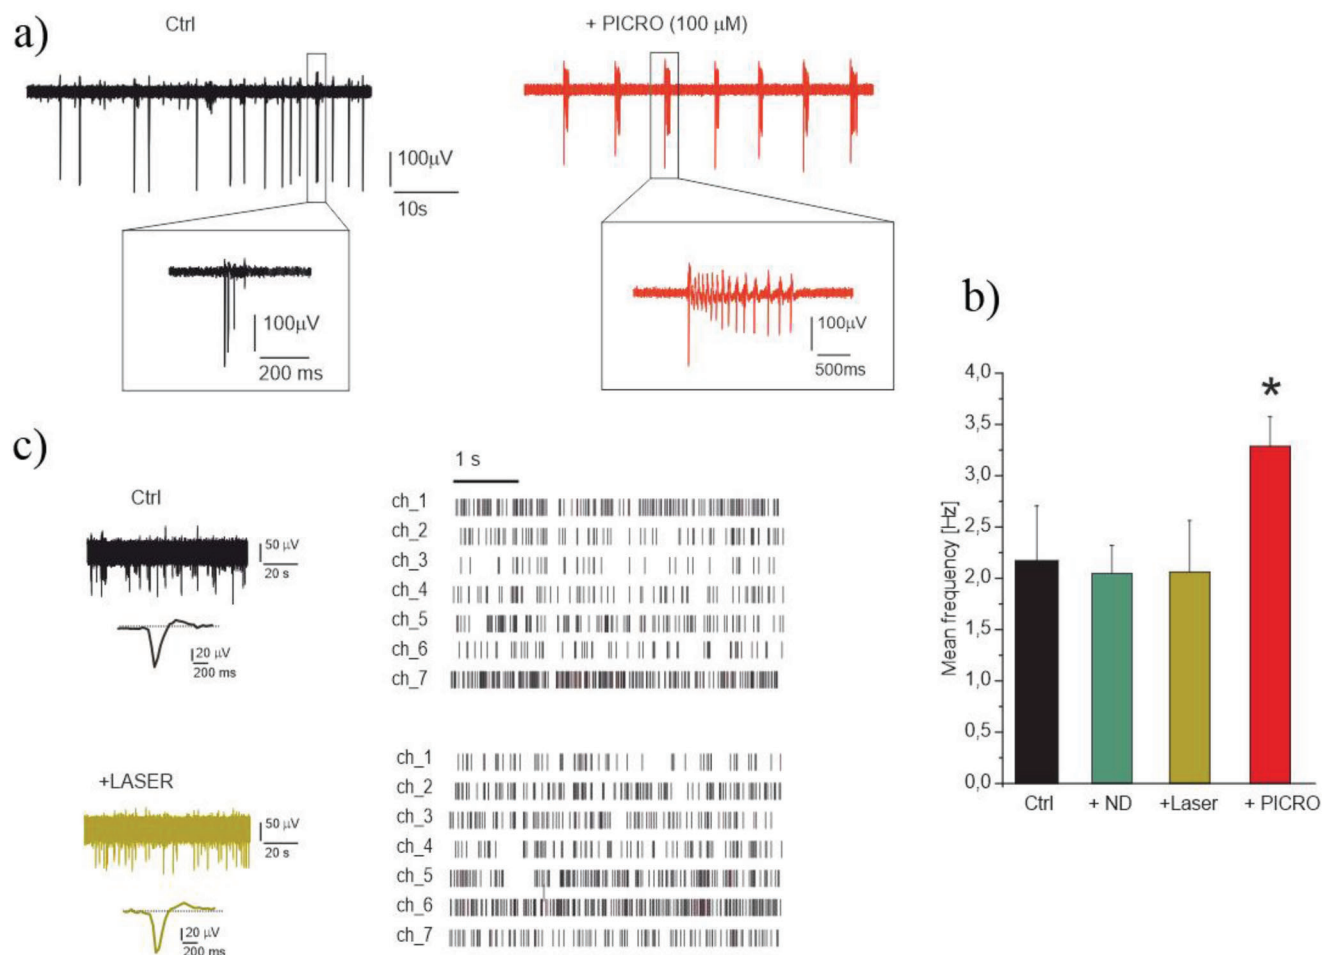 a)
Ctrl
+ PICRO (100 µM)
100µV
10s
100µV
200 ms
100µV
500ms
b)
4,0
3,5
3,0
2,5
2,0
1,5
1,0
0,5
0,0
Mean frequency [Hz]
*
Ctrl
+ ND
+Laser
+ PICRO
c)
Ctrl
50 µV
20 s
20 µV
200 ms
1 s
ch_1
ch_2
ch_3
ch_4
ch_5
ch_6
ch_7
+LASER
50 µV
20 s
20 µV
200 ms
ch_1
ch_2
ch_3
ch_4
ch_5
ch_6
ch_7